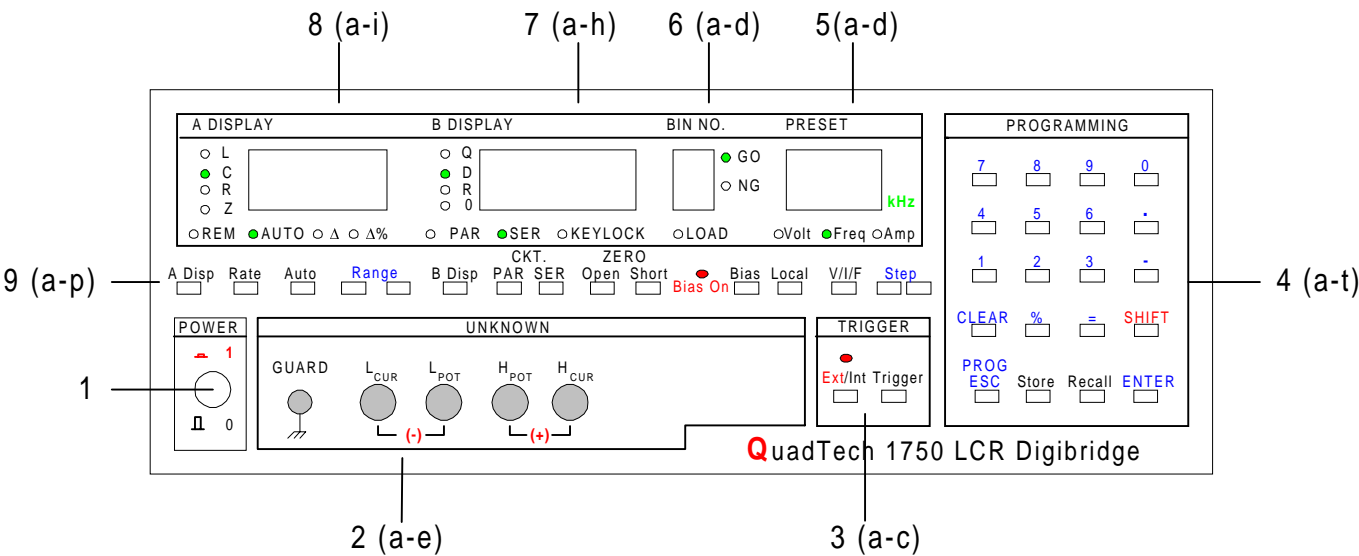 8 (a-i) 7 (a-h) 6 (a-d) 5(a-d)
A DISPLAY B DISPLAY BIN NO. PRESET PROGRAMMING
L Q GO 7 8 9 0
C D
R R NG
Z 0 kHz 4 5 6 .
REM AUTO Δ Δ% PAR SER KEYLOCK LOAD Volt Freq Amp
CKT. ZERO
9 (a-p) A Disp Rate Auto Range B Disp PAR SER Open Short Bias On Bias Local V/I/F Step 1 2 3 - 4 (a-t)
POWER UNKNOWN TRIGGER CLEAR % = SHIFT
1
GUARD LCUR LPOT HPOT HCUR Ext/Int Trigger PROG
ESC Store Recall ENTER
1
0 (-) (+)
QuadTech 1750 LCR Digibridge
2 (a-e) 3 (a-c)